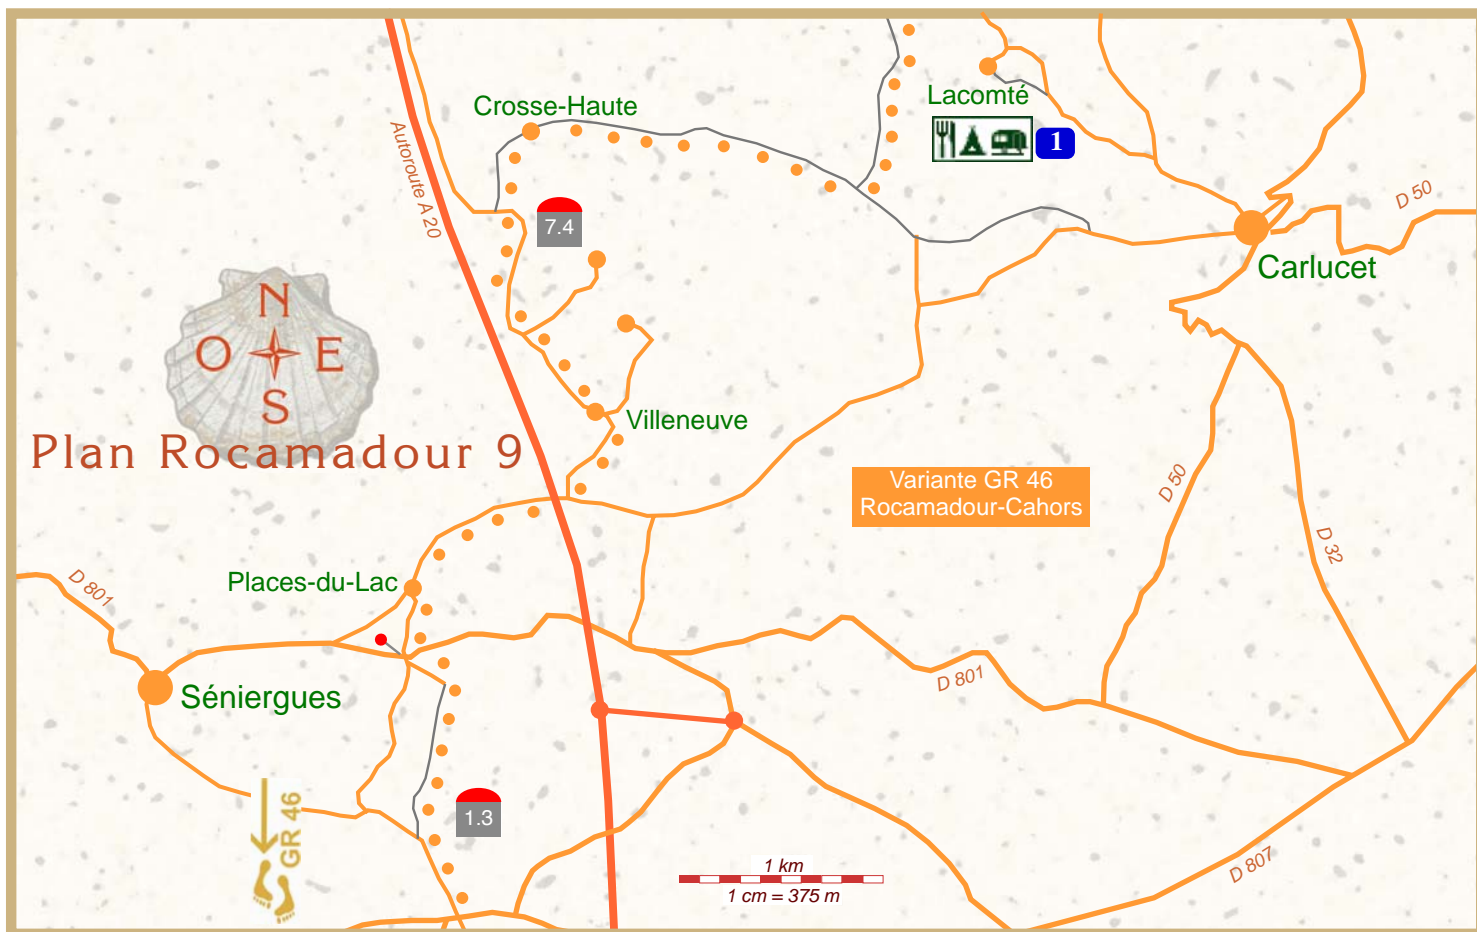 Crosse-Haute
Lacomté
1
Autoroute A 20
D 50
7.4
Carlucet
N
O E
S
Plan Rocamadour 9
Villeneuve
Variante GR 46
Rocamadour-Cahors
D 50
D 32
Places-du-Lac
D 801
Séniergues
D 801
GR 46
1.3
1 km
1 cm = 375 m
D 807